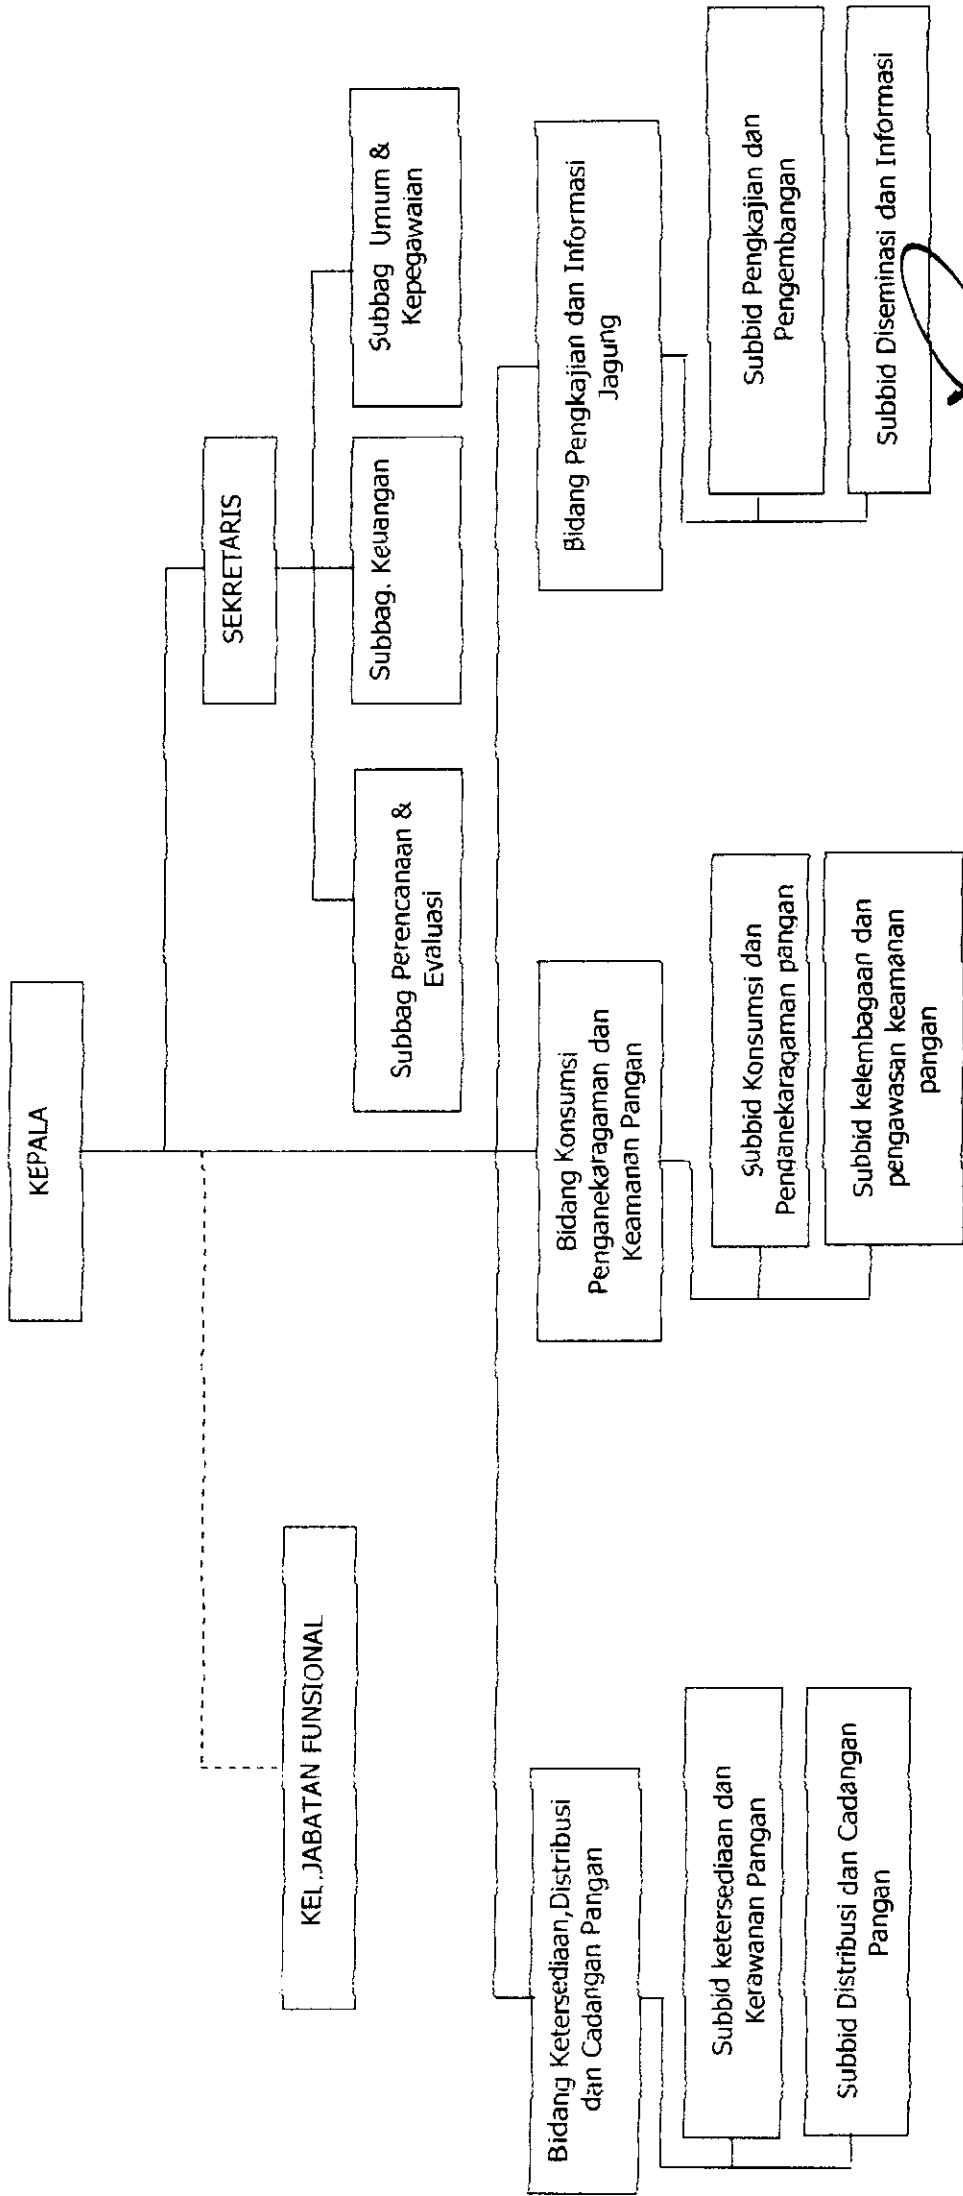 KEPALA
SEKRETARIS
KEL.JABATAN FUNSIONAL
Subbag Perencanaan &
Evaluasi
Subbag. Keuangan
Subbag Umum &
Kepegawaian
Bidang Ketersediaan,Distribusi
dan Cadangan Pangan
Subbid ketersediaan dan
Kerawanan Pangan
Subbid Distribusi dan Cadangan
Pangan
Bidang Konsumsi
Penganekaragaman dan
Keamanan Pangan
Subbid Konsumsi dan
Penganekaragaman pangan
Subbid kelembagaan dan
pengawasan keamanan
pangan
Bidang Pengkajian dan Informasi
Jagung
Subbid Pengkajian dan
Pengembangan
Subbid Diseminasi dan Informasi